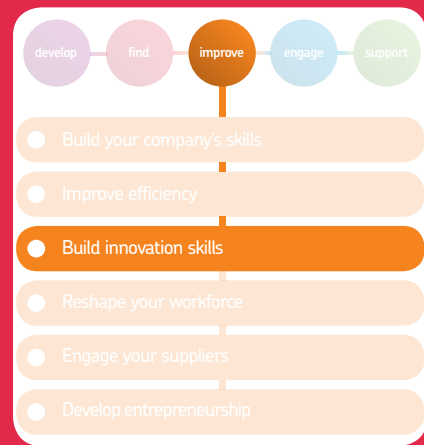 develop find improve engage support
Build your company's skills
Improve efficiency
Build innovation skills
Reshape your workforce
Engage your suppliers
Develop entrepreneurship